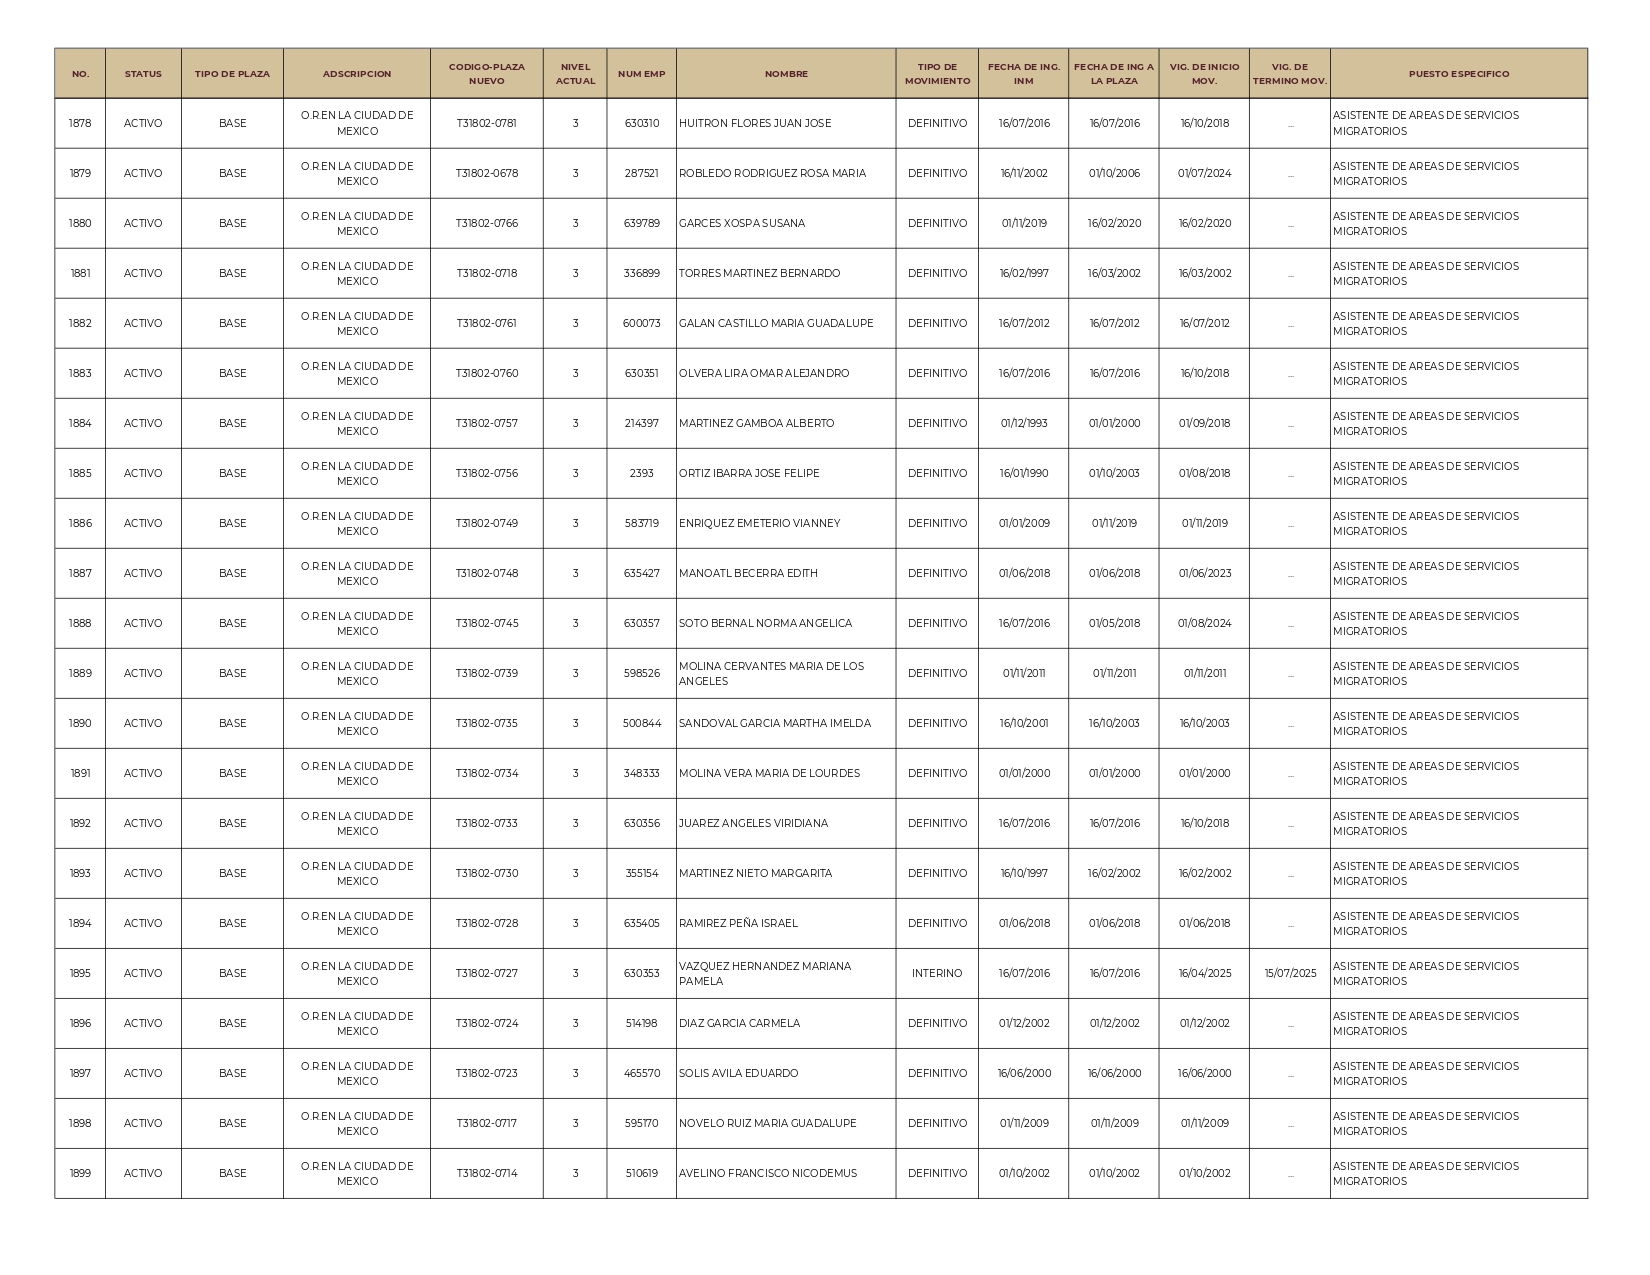 NO. STATUS TIPO DE PLAZA ADSCRIPCION CODIGO-PLAZA NUEVO NIVEL ACTUAL NUM EMP NOMBRE TIPO DE MOVIMIENTO FECHA DE ING. INM FECHA DE ING A LA PLAZA VIG. DE INICIO MOV. VIG. DE TERMINO MOV. PUESTO ESPECIFICO
1878 ACTIVO BASE O.R.EN LA CIUDAD DE MEXICO T31802-0781 3 630310 HUITRON FLORES JUAN JOSE DEFINITIVO 16/07/2016 16/07/2016 16/10/2018 ... ASISTENTE DE AREAS DE SERVICIOS MIGRATORIOS
1879 ACTIVO BASE O.R.EN LA CIUDAD DE MEXICO T31802-0678 3 287521 ROBLEDO RODRIGUEZ ROSA MARIA DEFINITIVO 16/11/2002 01/10/2006 01/07/2024 ... ASISTENTE DE AREAS DE SERVICIOS MIGRATORIOS
1880 ACTIVO BASE O.R.EN LA CIUDAD DE MEXICO T31802-0766 3 639789 GARCES XOSPA SUSANA DEFINITIVO 01/11/2019 16/02/2020 16/02/2020 ... ASISTENTE DE AREAS DE SERVICIOS MIGRATORIOS
1881 ACTIVO BASE O.R.EN LA CIUDAD DE MEXICO T31802-0718 3 336899 TORRES MARTINEZ BERNARDO DEFINITIVO 16/02/1997 16/03/2002 16/03/2002 ... ASISTENTE DE AREAS DE SERVICIOS MIGRATORIOS
1882 ACTIVO BASE O.R.EN LA CIUDAD DE MEXICO T31802-0761 3 600073 GALAN CASTILLO MARIA GUADALUPE DEFINITIVO 16/07/2012 16/07/2012 16/07/2012 ... ASISTENTE DE AREAS DE SERVICIOS MIGRATORIOS
1883 ACTIVO BASE O.R.EN LA CIUDAD DE MEXICO T31802-0760 3 630351 OLVERA LIRA OMAR ALEJANDRO DEFINITIVO 16/07/2016 16/07/2016 16/10/2018 ... ASISTENTE DE AREAS DE SERVICIOS MIGRATORIOS
1884 ACTIVO BASE O.R.EN LA CIUDAD DE MEXICO T31802-0757 3 214397 MARTINEZ GAMBOA ALBERTO DEFINITIVO 01/12/1993 01/01/2000 01/09/2018 ... ASISTENTE DE AREAS DE SERVICIOS MIGRATORIOS
1885 ACTIVO BASE O.R.EN LA CIUDAD DE MEXICO T31802-0756 3 2393 ORTIZ IBARRA JOSE FELIPE DEFINITIVO 16/01/1990 01/10/2003 01/08/2018 ... ASISTENTE DE AREAS DE SERVICIOS MIGRATORIOS
1886 ACTIVO BASE O.R.EN LA CIUDAD DE MEXICO T31802-0749 3 583719 ENRIQUEZ EMETERIO VIANNEY DEFINITIVO 01/01/2009 01/11/2019 01/11/2019 ... ASISTENTE DE AREAS DE SERVICIOS MIGRATORIOS
1887 ACTIVO BASE O.R.EN LA CIUDAD DE MEXICO T31802-0748 3 635427 MANOATL BECERRA EDITH DEFINITIVO 01/06/2018 01/06/2018 01/06/2023 ... ASISTENTE DE AREAS DE SERVICIOS MIGRATORIOS
1888 ACTIVO BASE O.R.EN LA CIUDAD DE MEXICO T31802-0745 3 630357 SOTO BERNAL NORMA ANGELICA DEFINITIVO 16/07/2016 01/05/2018 01/08/2024 ... ASISTENTE DE AREAS DE SERVICIOS MIGRATORIOS
1889 ACTIVO BASE O.R.EN LA CIUDAD DE MEXICO T31802-0739 3 598526 MOLINA CERVANTES MARIA DE LOS ANGELES DEFINITIVO 01/11/2011 01/11/2011 01/11/2011 ... ASISTENTE DE AREAS DE SERVICIOS MIGRATORIOS
1890 ACTIVO BASE O.R.EN LA CIUDAD DE MEXICO T31802-0735 3 500844 SANDOVAL GARCIA MARTHA IMELDA DEFINITIVO 16/10/2001 16/10/2003 16/10/2003 ... ASISTENTE DE AREAS DE SERVICIOS MIGRATORIOS
1891 ACTIVO BASE O.R.EN LA CIUDAD DE MEXICO T31802-0734 3 348333 MOLINA VERA MARIA DE LOURDES DEFINITIVO 01/01/2000 01/01/2000 01/01/2000 ... ASISTENTE DE AREAS DE SERVICIOS MIGRATORIOS
1892 ACTIVO BASE O.R.EN LA CIUDAD DE MEXICO T31802-0733 3 630356 JUAREZ ANGELES VIRIDIANA DEFINITIVO 16/07/2016 16/07/2016 16/10/2018 ... ASISTENTE DE AREAS DE SERVICIOS MIGRATORIOS
1893 ACTIVO BASE O.R.EN LA CIUDAD DE MEXICO T31802-0730 3 355154 MARTINEZ NIETO MARGARITA DEFINITIVO 16/10/1997 16/02/2002 16/02/2002 ... ASISTENTE DE AREAS DE SERVICIOS MIGRATORIOS
1894 ACTIVO BASE O.R.EN LA CIUDAD DE MEXICO T31802-0728 3 635405 RAMIREZ PEÑA ISRAEL DEFINITIVO 01/06/2018 01/06/2018 01/06/2018 ... ASISTENTE DE AREAS DE SERVICIOS MIGRATORIOS
1895 ACTIVO BASE O.R.EN LA CIUDAD DE MEXICO T31802-0727 3 630353 VAZQUEZ HERNANDEZ MARIANA PAMELA INTERINO 16/07/2016 16/07/2016 16/04/2025 15/07/2025 ASISTENTE DE AREAS DE SERVICIOS MIGRATORIOS
1896 ACTIVO BASE O.R.EN LA CIUDAD DE MEXICO T31802-0724 3 514198 DIAZ GARCIA CARMELA DEFINITIVO 01/12/2002 01/12/2002 01/12/2002 ... ASISTENTE DE AREAS DE SERVICIOS MIGRATORIOS
1897 ACTIVO BASE O.R.EN LA CIUDAD DE MEXICO T31802-0723 3 465570 SOLIS AVILA EDUARDO DEFINITIVO 16/06/2000 16/06/2000 16/06/2000 ... ASISTENTE DE AREAS DE SERVICIOS MIGRATORIOS
1898 ACTIVO BASE O.R.EN LA CIUDAD DE MEXICO T31802-0717 3 595170 NOVELO RUIZ MARIA GUADALUPE DEFINITIVO 01/11/2009 01/11/2009 01/11/2009 ... ASISTENTE DE AREAS DE SERVICIOS MIGRATORIOS
1899 ACTIVO BASE O.R.EN LA CIUDAD DE MEXICO T31802-0714 3 510619 AVELINO FRANCISCO NICODEMUS DEFINITIVO 01/10/2002 01/10/2002 01/10/2002 ... ASISTENTE DE AREAS DE SERVICIOS MIGRATORIOS